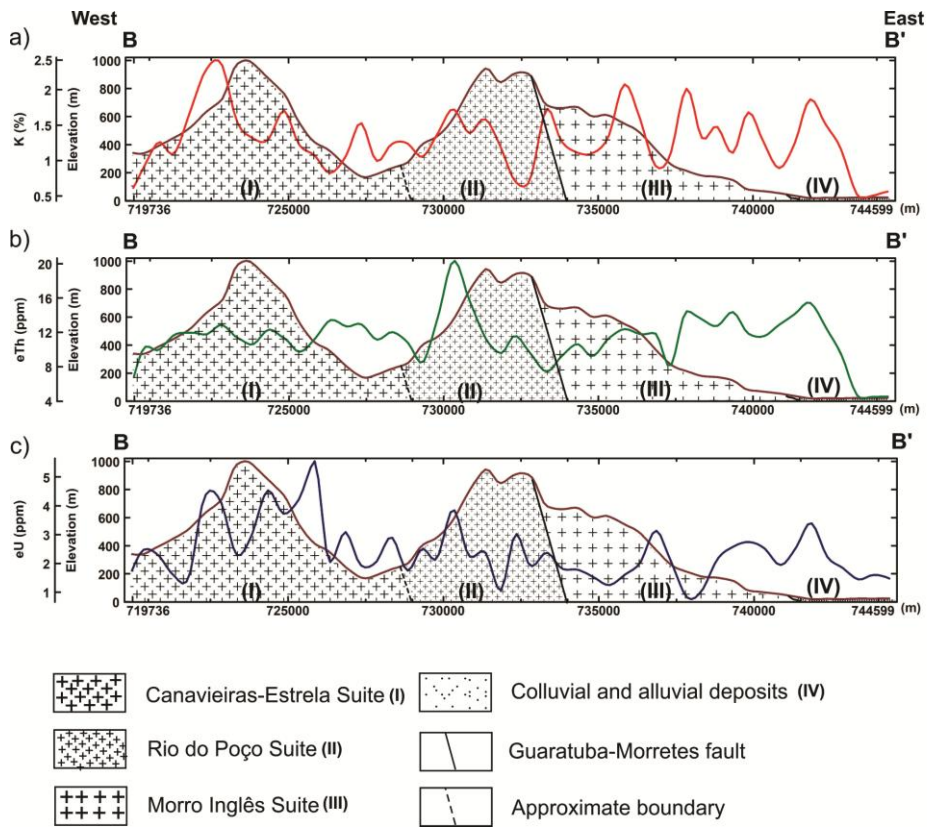 West East
a) B B'
2.5 1000
2 800
1.5 600
K (%) Elevation (m)
400
1 200
0.5 0
(I) (II) (III) (IV)
719736 725000 730000 735000 740000 744599 (m)
b) B B'
20 1000
16 800
12 600
eTh (ppm) Elevation (m)
400
8 200
4 0
(I) (II) (III) (IV)
719736 725000 730000 735000 740000 744599 (m)
c) B B'
1000
5 800
4 600
eU (ppm) Elevation (m)
3 400
2 200
1 0
(I) (II) (III) (IV)
719736 725000 730000 735000 740000 744599 (m)
Canavieiras-Estrela Suite (I) Colluvial and alluvial deposits (IV)
Rio do Poço Suite (II) Guaratuba-Morretes fault
Morro Inglês Suite (III) Approximate boundary